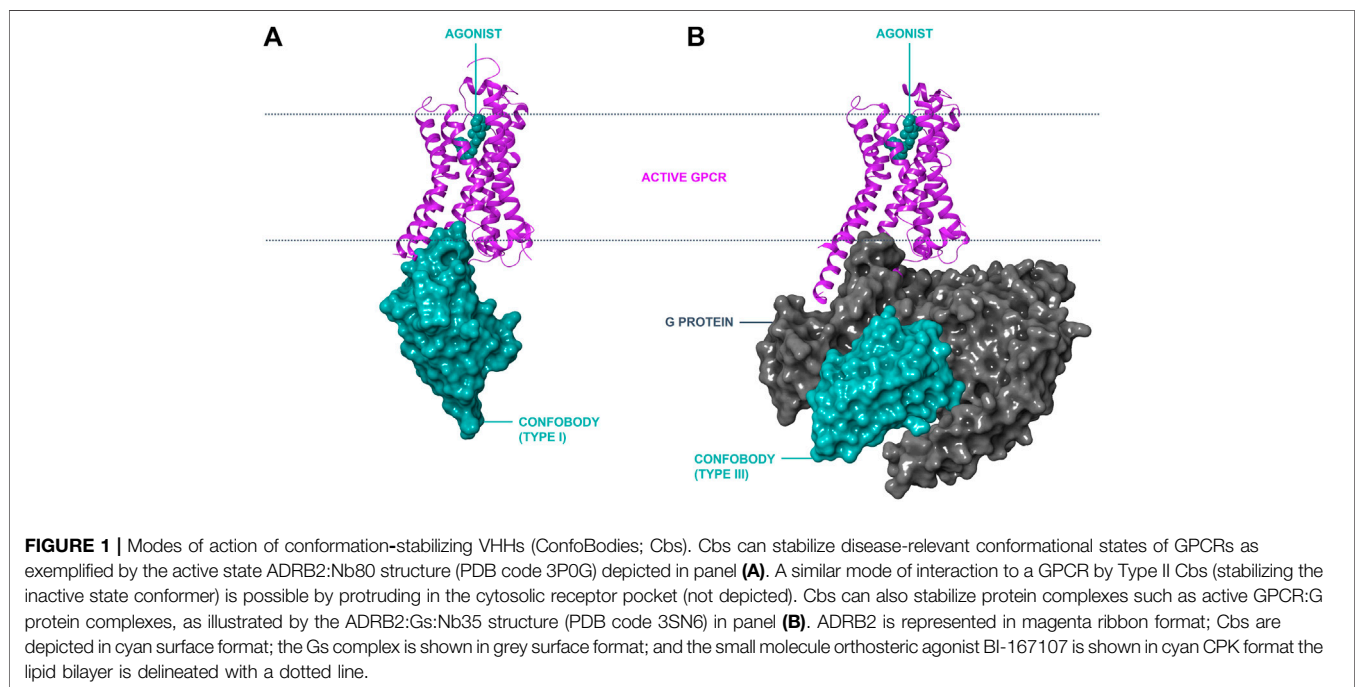 A
AGONIST
B
AGONIST
ACTIVE GPCR
G PROTEIN
CONFOBODY
(TYPE I)
CONFOBODY
(TYPE III)
FIGURE 1 | Modes of action of conformation-stabilizing VHHs (ConfoBodies; Cbs). Cbs can stabilize disease-relevant conformational states of GPCRs as
exemplified by the active state ADRB2:Nb80 structure (PDB code 3P0G) depicted in panel (A). A similar mode of interaction to a GPCR by Type II Cbs (stabilizing the
inactive state conformer) is possible by protruding in the cytosolic receptor pocket (not depicted). Cbs can also stabilize protein complexes such as active GPCR:G
protein complexes, as illustrated by the ADRB2:Gs:Nb35 structure (PDB code 3SN6) in panel (B). ADRB2 is represented in magenta ribbon format; Cbs are
depicted in cyan surface format; the Gs complex is shown in grey surface format; and the small molecule orthosteric agonist BI-167107 is shown in cyan CPK format the
lipid bilayer is delineated with a dotted line.